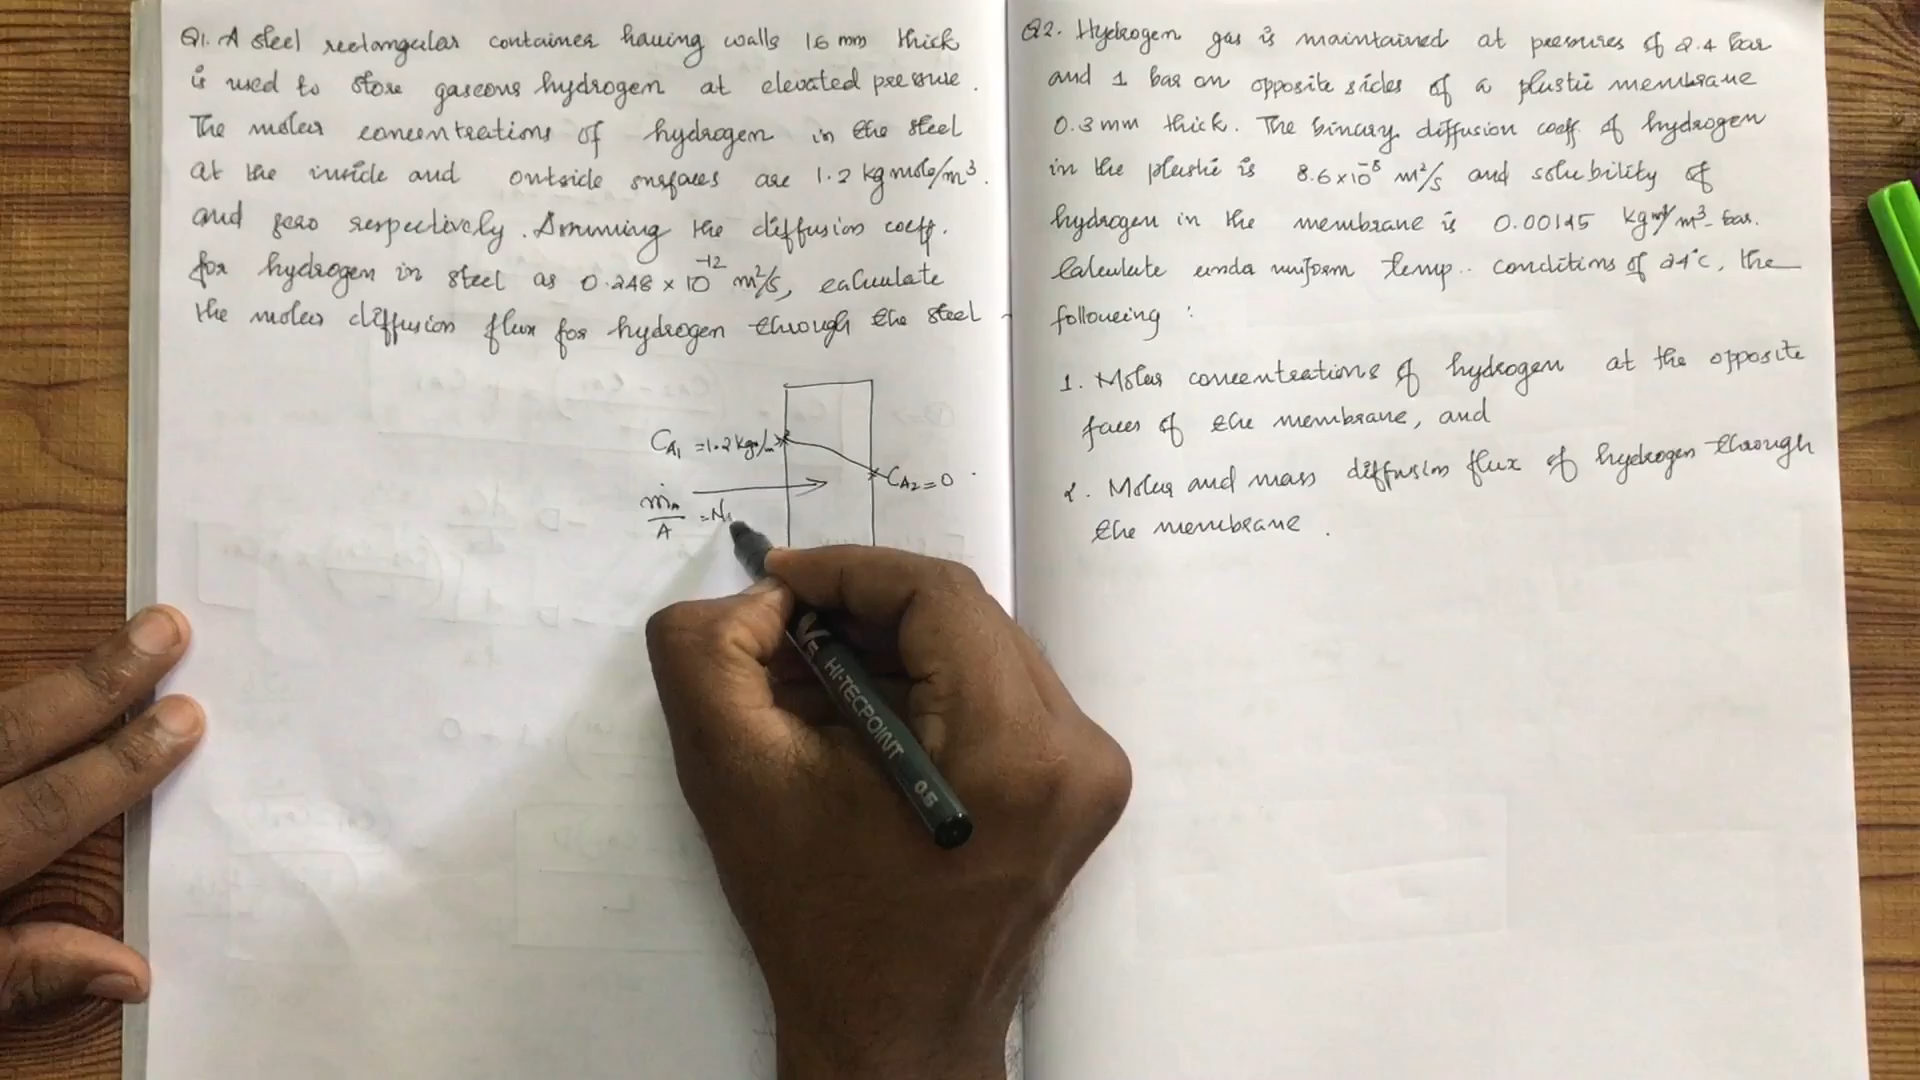 Q1. A steel rectangular container having walls 16 mm thick
is used to store gaseous hydrogen at elevated pressure.
The molar concentrations of hydrogen in the steel
at the inside and outside surfaces are 1.2 kgmole/m³.
and zero respectively. Assuming the diffusion coeff.
for hydrogen in steel as 0.248 × 10⁻¹² m²/s, calculate
the molar diffusion flux for hydrogen through the steel
C_A1 = 1.2 kgm/m³
C_A2 = 0
ṁ_A/A = N
Q2. Hydrogen gas is maintained at pressures of 2.4 bar
and 1 bar on opposite sides of a plastic membrane
0.3 mm thick. The binary diffusion coeff of hydrogen
in the plastic is 8.6×10⁻⁸ m²/s and solubility of
hydrogen in the membrane is 0.00145 kgml/m³-bar.
Calculate under uniform temp.. conditions of 24°C, the
following :
1. Molar concentrations of hydrogen at the opposite
faces of the membrane, and
2. Molar and mass diffusion flux of hydrogen through
the membrane.
V5 HI-TECPOINT 0.5